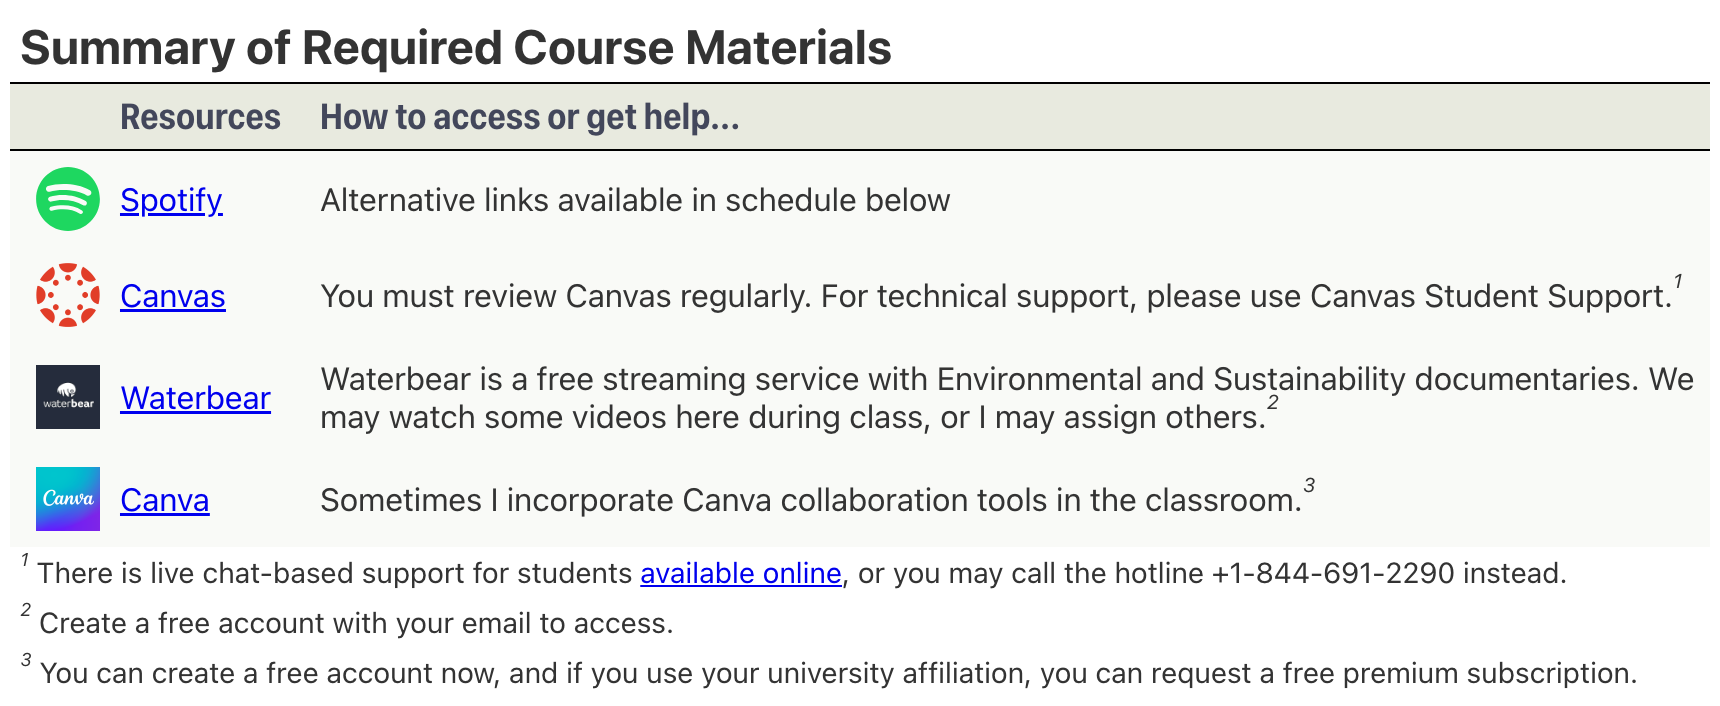 Summary of Required Course Materials
Resources How to access or get help...
Spotify Alternative links available in schedule below
Canvas You must review Canvas regularly. For technical support, please use Canvas Student Support.1
waterbear Waterbear Waterbear is a free streaming service with Environmental and Sustainability documentaries. We
may watch some videos here during class, or I may assign others.2
Canva Canva Sometimes I incorporate Canva collaboration tools in the classroom.3
1 There is live chat-based support for students available online, or you may call the hotline +1-844-691-2290 instead.
2 Create a free account with your email to access.
3 You can create a free account now, and if you use your university affiliation, you can request a free premium subscription.